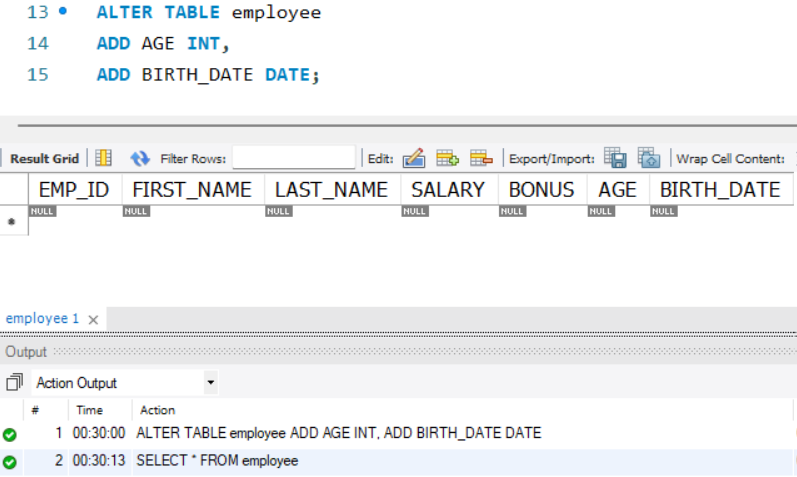 13 ALTER TABLE employee
14 ADD AGE INT,
15 ADD BIRTH_DATE DATE;
Result Grid Filter Rows: Edit: Export/Import: Wrap Cell Content:
EMP_ID FIRST_NAME LAST_NAME SALARY BONUS AGE BIRTH_DATE
NULL NULL NULL NULL NULL NULL NULL
employee 1
Output
Action Output
# Time Action
1 00:30:00 ALTER TABLE employee ADD AGE INT, ADD BIRTH_DATE DATE
2 00:30:13 SELECT * FROM employee